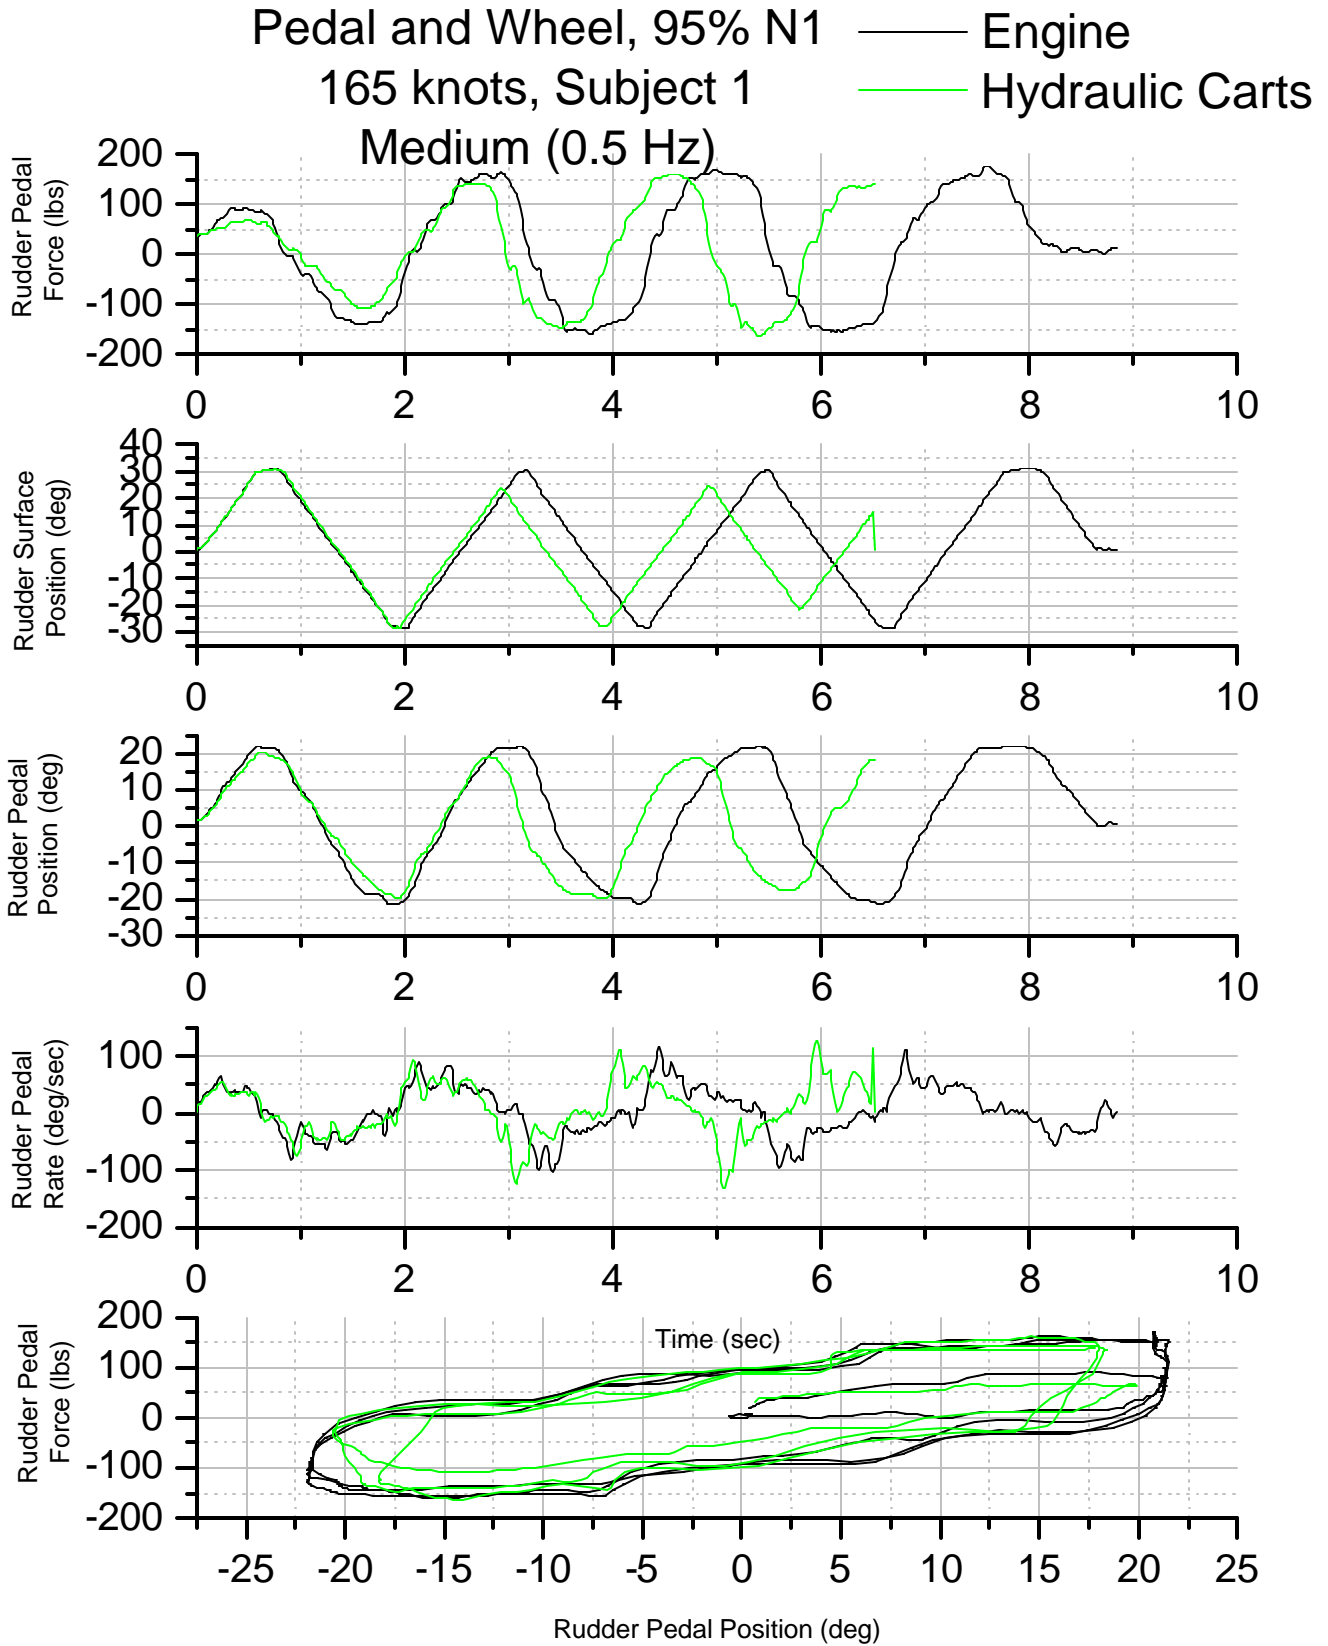 Pedal and Wheel, 95% N1
165 knots, Subject 1
Medium (0.5 Hz)
Engine
Hydraulic Carts
Rudder Pedal
Force (lbs)
200
100
0
-100
-200
0 2 4 6 8 10
Rudder Surface
Position (deg)
40
30
20
10
0
-10
-20
-30
0 2 4 6 8 10
Rudder Pedal
Position (deg)
20
10
0
-10
-20
-30
0 2 4 6 8 10
Rudder Pedal
Rate (deg/sec)
100
0
-100
-200
0 2 4 6 8 10
Time (sec)
Rudder Pedal
Force (lbs)
200
100
0
-100
-200
-25 -20 -15 -10 -5 0 5 10 15 20 25
Rudder Pedal Position (deg)